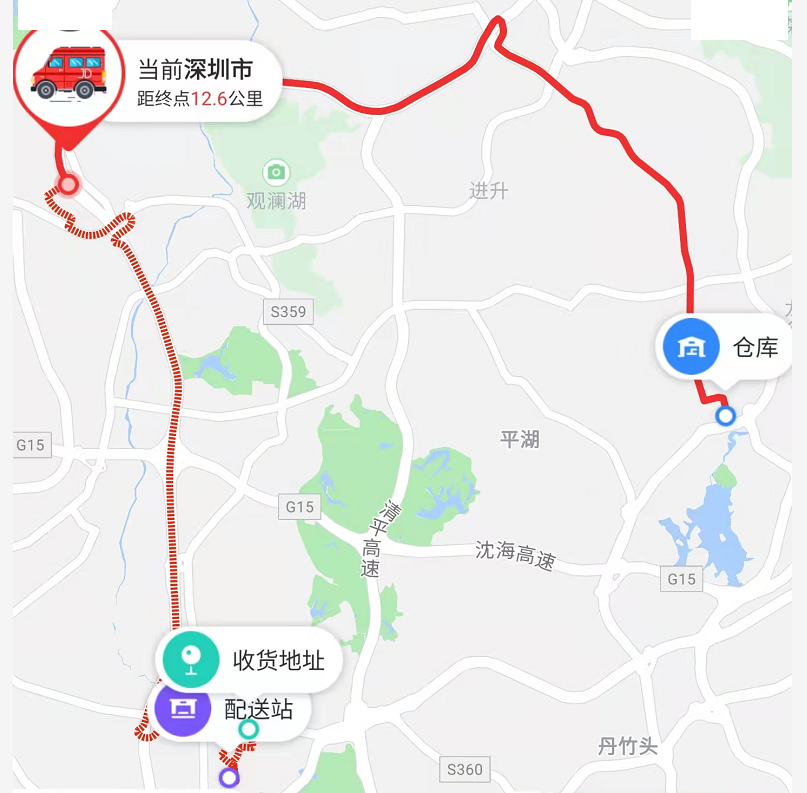 JD
当前深圳市
距终点12.6公里
观澜湖
进升
S359
仓库
平湖
G15
G15
清平高速
沈海高速
G15
收货地址
配送站
丹竹头
S360